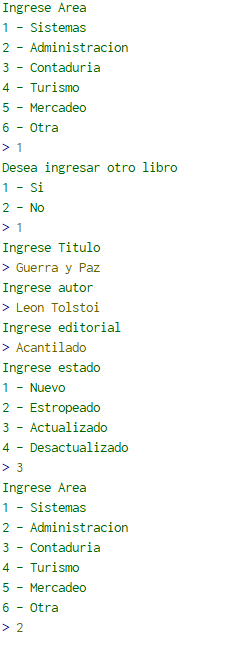 Ingrese Area
1 - Sistemas
2 - Administracion
3 - Contaduria
4 - Turismo
5 - Mercadeo
6 - Otra
> 1
Desea ingresar otro libro
1 - Si
2 - No
> 1
Ingrese Titulo
> Guerra y Paz
Ingrese autor
> Leon Tolstoi
Ingrese editorial
> Acantilado
Ingrese estado
1 - Nuevo
2 - Estropeado
3 - Actualizado
4 - Desactualizado
> 3
Ingrese Area
1 - Sistemas
2 - Administracion
3 - Contaduria
4 - Turismo
5 - Mercadeo
6 - Otra
> 2